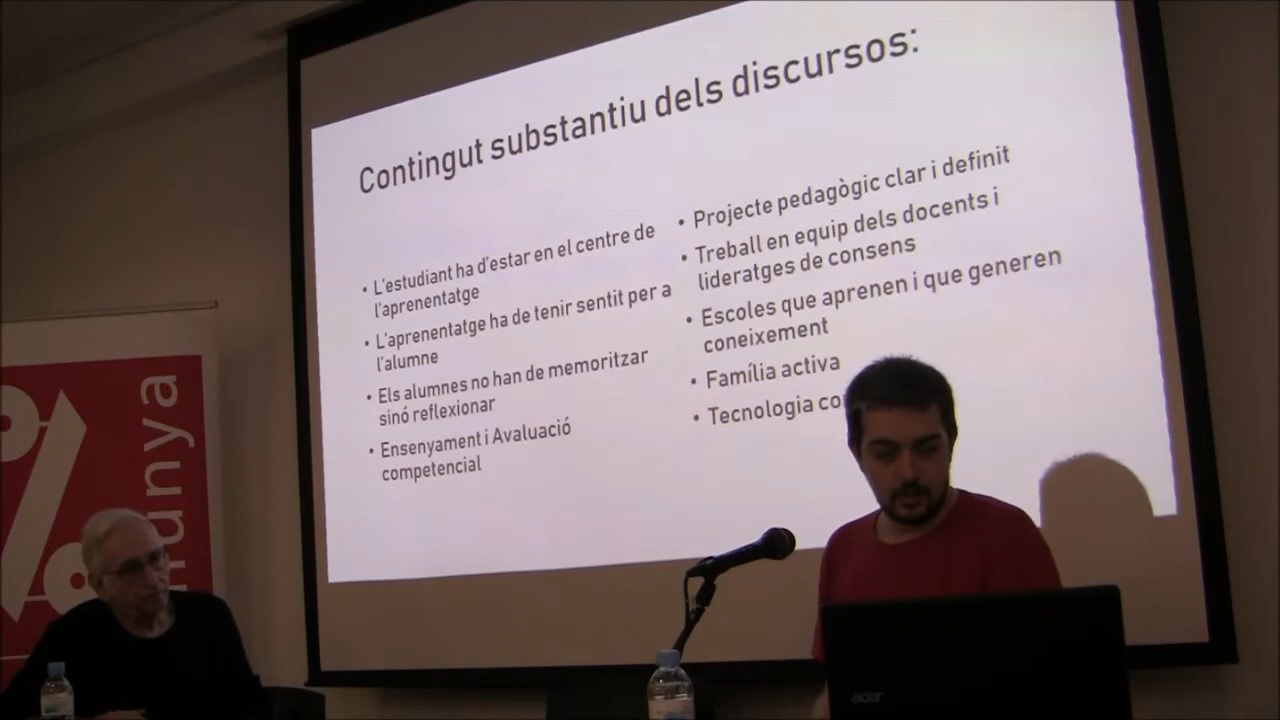 Contingut substantiu dels discursos:
• L'estudiant ha d'estar en el centre de
l'aprenentatge
• L'aprenentatge ha de tenir sentit per a
l'alumne
• Els alumnes no han de memoritzar
sinó reflexionar
• Ensenyament i Avaluació
competencial
• Projecte pedagògic clar i definit
• Treball en equip dels docents i
lideratges de consens
• Escoles que aprenen i que generen
coneixement
• Família activa
• Tecnologia
%
munya
acer